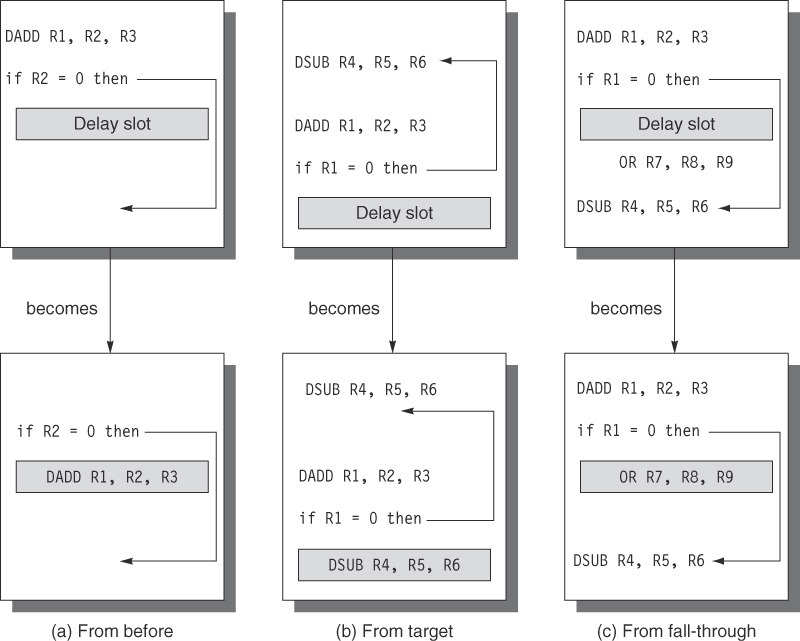 DADD R1, R2, R3
if R2 = 0 then
Delay slot
becomes
if R2 = 0 then
DADD R1, R2, R3
(a) From before
DSUB R4, R5, R6
DADD R1, R2, R3
if R1 = 0 then
Delay slot
becomes
DSUB R4, R5, R6
DADD R1, R2, R3
if R1 = 0 then
DSUB R4, R5, R6
(b) From target
DADD R1, R2, R3
if R1 = 0 then
Delay slot
OR R7, R8, R9
DSUB R4, R5, R6
becomes
DADD R1, R2, R3
if R1 = 0 then
OR R7, R8, R9
DSUB R4, R5, R6
(c) From fall-through